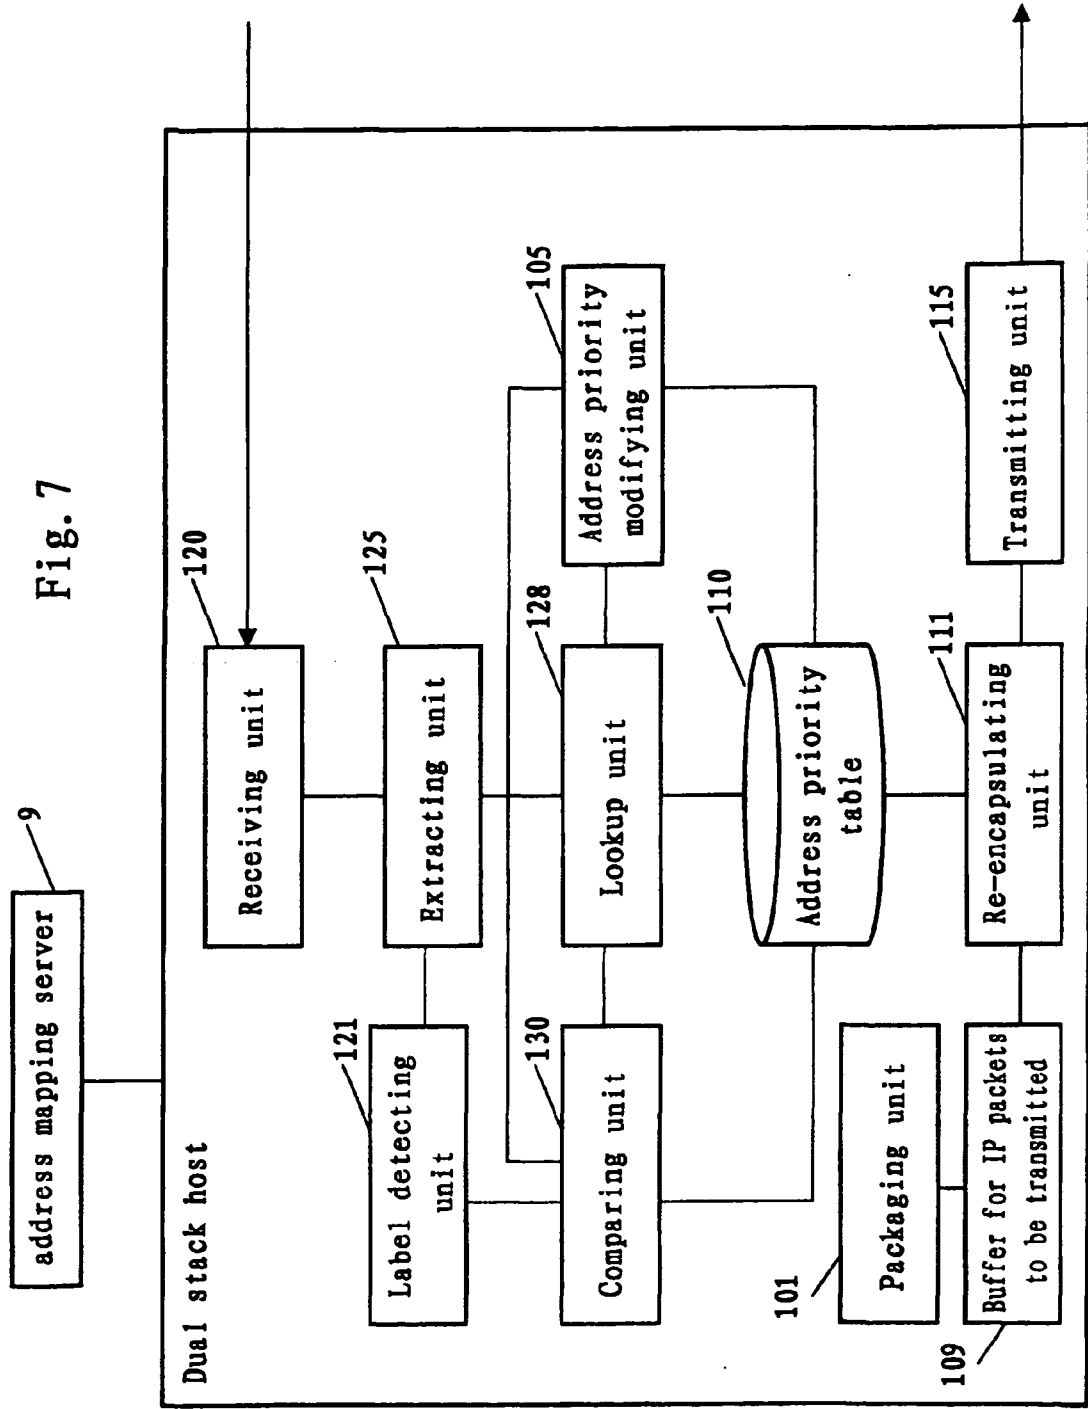 Fig. 7
address mapping server
9
Dual stack host
120
Receiving unit
121
Label detecting
unit
125
Extracting unit
130
Comparing unit
128
Lookup unit
105
Address priority
modifying unit
110
Address priority
table
101
Packaging unit
109
Buffer for IP packets
to be transmitted
111
Re-encapsulating
unit
115
Transmitting unit